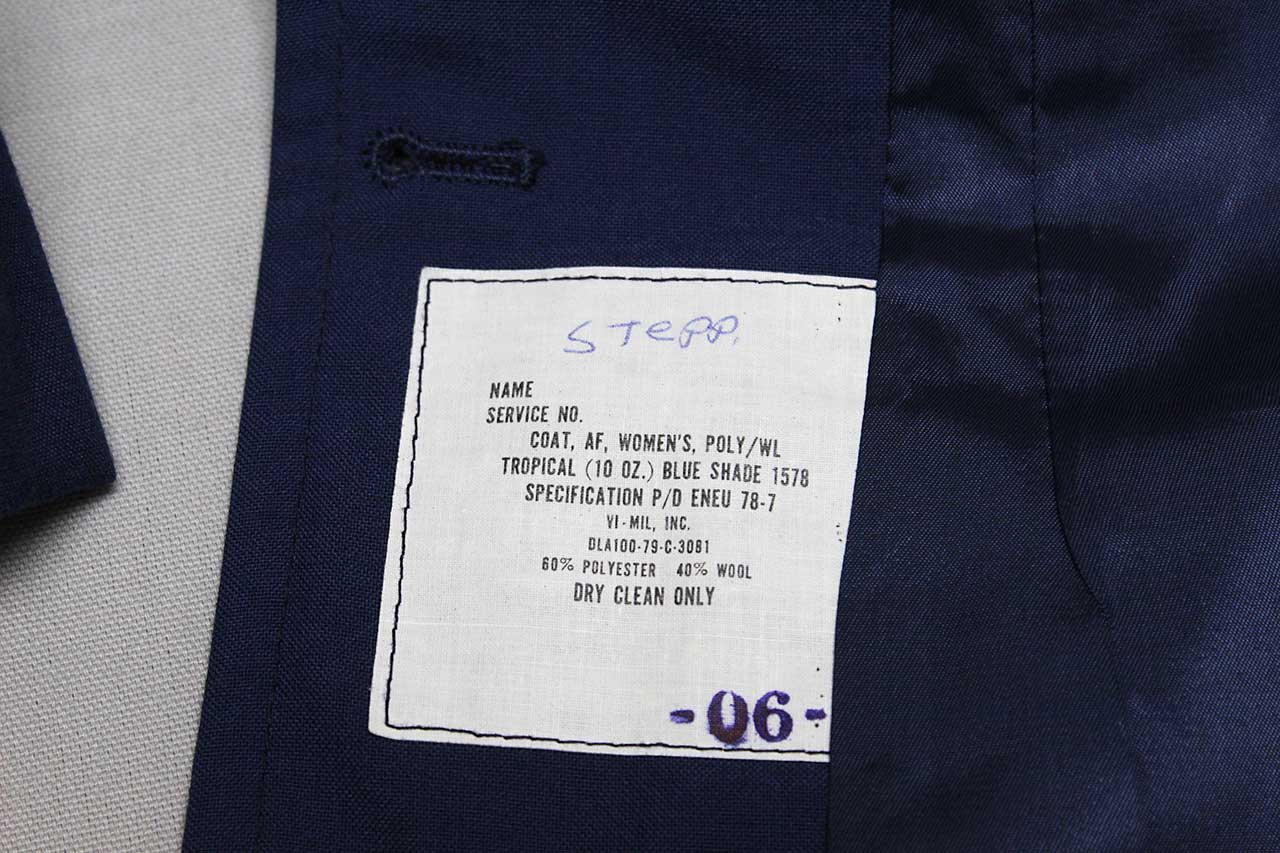 STePP.
NAME
SERVICE NO.
COAT, AF, WOMEN'S, POLY/WL
TROPICAL (10 OZ.) BLUE SHADE 1578
SPECIFICATION P/D ENEU 78-7
VI-MIL, INC.
DLA100-79-C-3081
60% POLYESTER 40% WOOL
DRY CLEAN ONLY
-06-